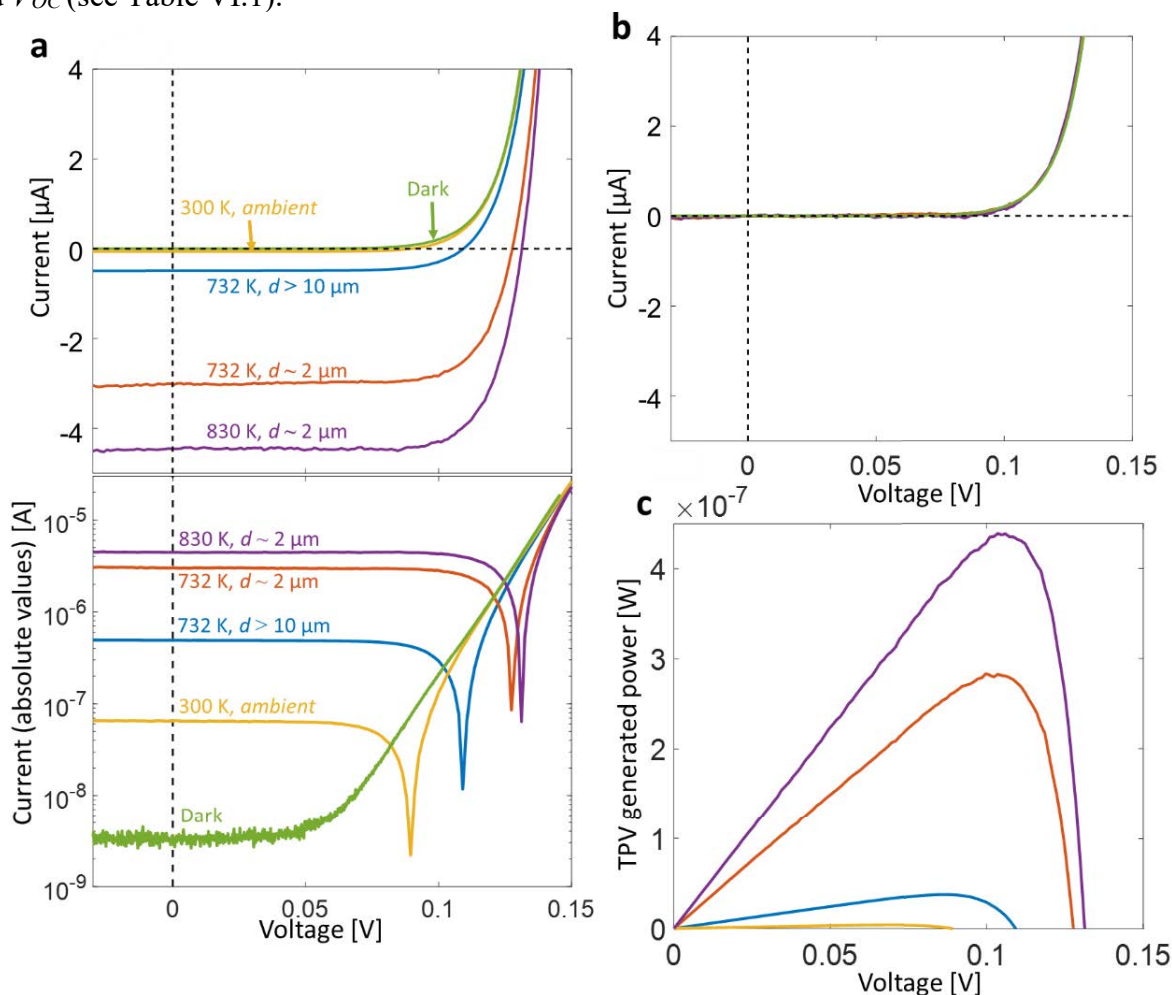 V_OC (see Table VI.1).
a
4
2
0
-2
-4
Current [µA]
300 K, ambient
Dark
732 K, d > 10 µm
732 K, d ~ 2 µm
830 K, d ~ 2 µm
10^-5
10^-6
10^-7
10^-8
10^-9
Current (absolute values) [A]
830 K, d ~ 2 µm
732 K, d ~ 2 µm
732 K, d > 10 µm
300 K, ambient
Dark
0
0.05
0.1
0.15
Voltage [V]
b
4
2
0
-2
-4
Current [µA]
0
0.05
0.1
0.15
Voltage [V]
c
×10^-7
4
3
2
1
0
TPV generated power [W]
0
0.05
0.1
0.15
Voltage [V]